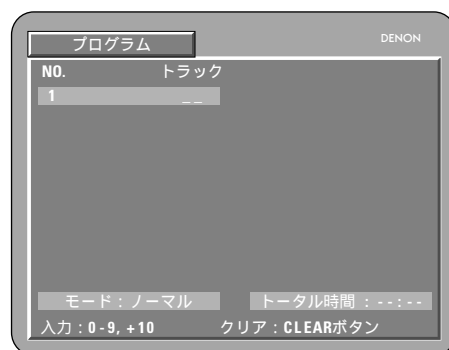 プログラム DENON
NO. トラック
1 _ _
モード：ノーマル トータル時間：--:--
入力：0-9, +10 クリア：CLEARボタン